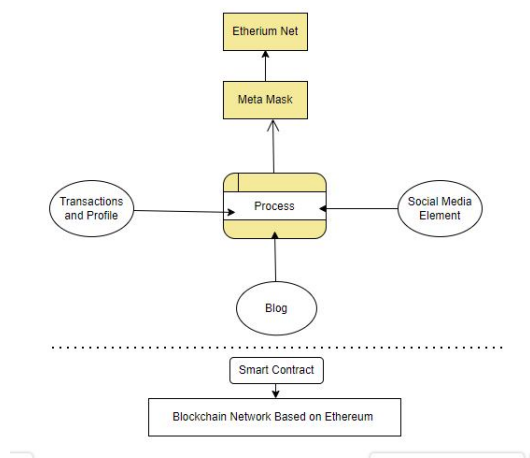 Etherium Net
Meta Mask
Transactions
and Profile
Process
Social Media
Element
Blog
Smart Contract
Blockchain Network Based on Ethereum